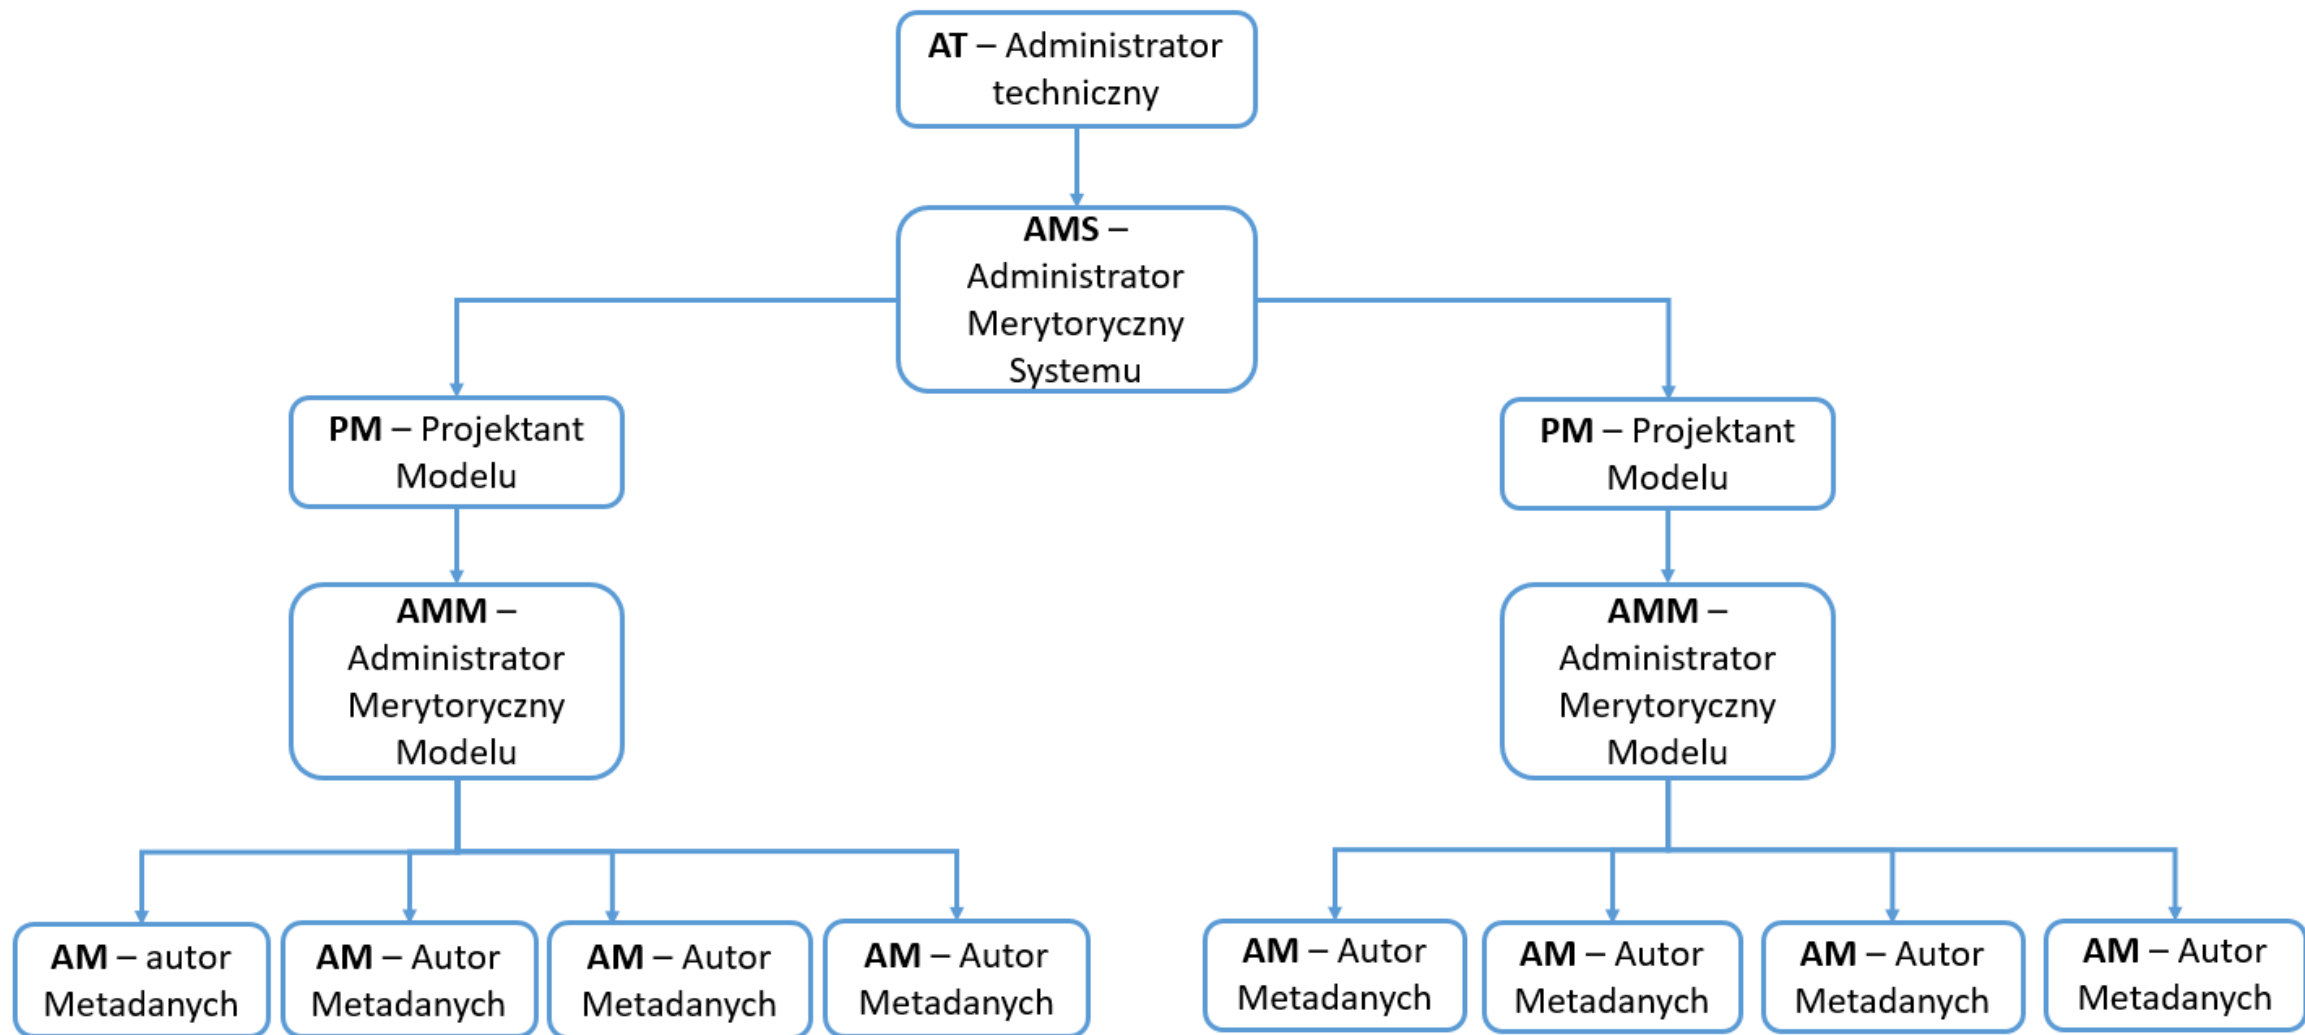 AT – Administrator
techniczny
AMS –
Administrator
Merytoryczny
Systemu
PM – Projektant
Modelu
PM – Projektant
Modelu
AMM –
Administrator
Merytoryczny
Modelu
AMM –
Administrator
Merytoryczny
Modelu
AM – autor
Metadanych
AM – Autor
Metadanych
AM – Autor
Metadanych
AM – Autor
Metadanych
AM – Autor
Metadanych
AM – Autor
Metadanych
AM – Autor
Metadanych
AM – Autor
Metadanych